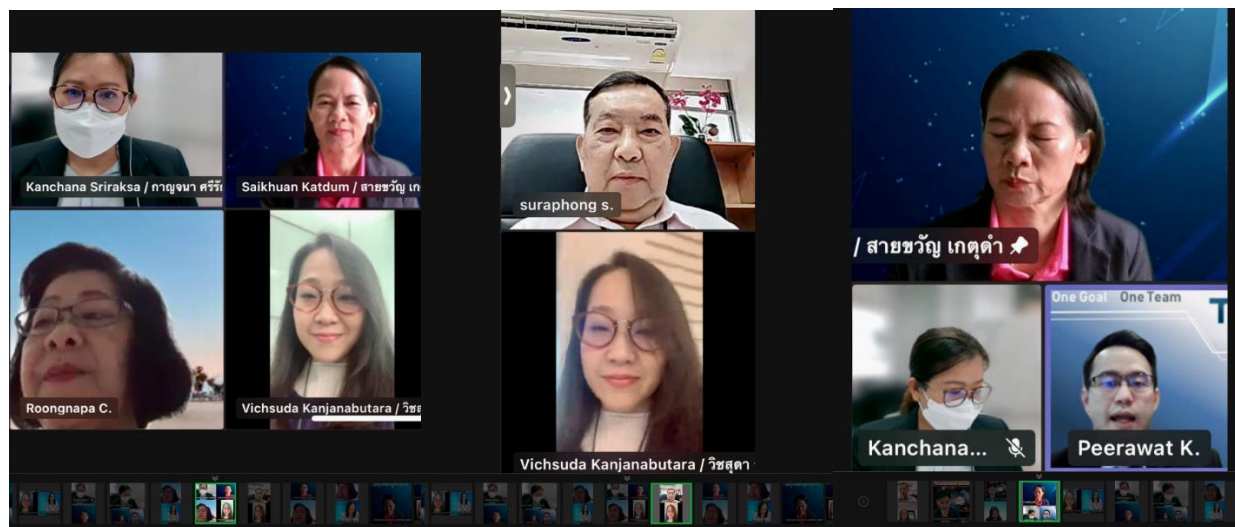 Kanchana Sriraksa / กาญจนา ศรีรัก
Saikhuan Katdum / สายขวัญ เก
Roongnapa C.
Vichsuda Kanjanabutara / วิช
suraphong s.
Vichsuda Kanjanabutara / วิชสุดา
/ สายขวัญ เกตุดำ
One Goal One Team
T
Kanchana...
Peerawat K.